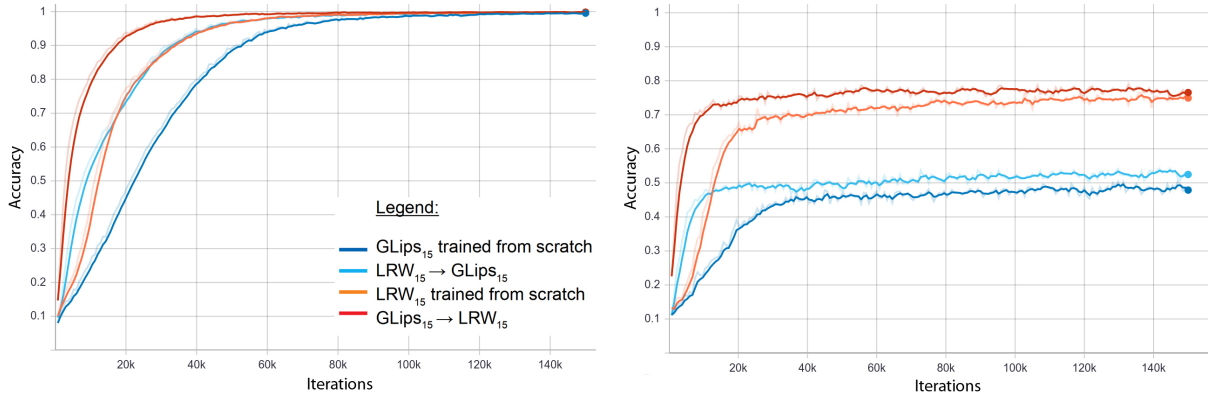 1
0.9
0.8
0.7
0.6
0.5
0.4
0.3
0.2
0.1
Accuracy
20k 40k 60k 80k 100k 120k 140k
Iterations
Legend:
GLips₁₅ trained from scratch
LRW₁₅ → GLips₁₅
LRW₁₅ trained from scratch
GLips₁₅ → LRW₁₅
1
0.9
0.8
0.7
0.6
0.5
0.4
0.3
0.2
0.1
Accuracy
20k 40k 60k 80k 100k 120k 140k
Iterations